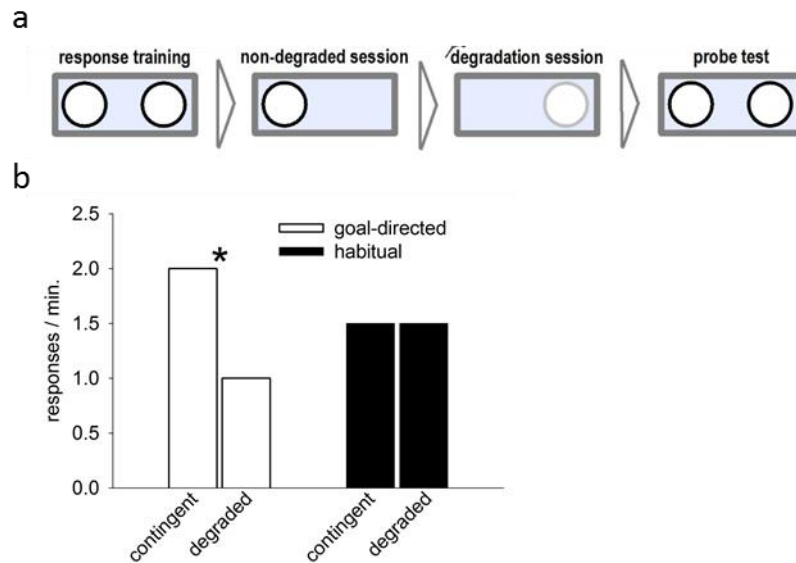 a
response training
non-degraded session
degradation session
probe test
b
2.5
2.0
1.5
1.0
0.5
0.0
responses / min.
goal-directed
habitual
*
contingent
degraded
contingent
degraded